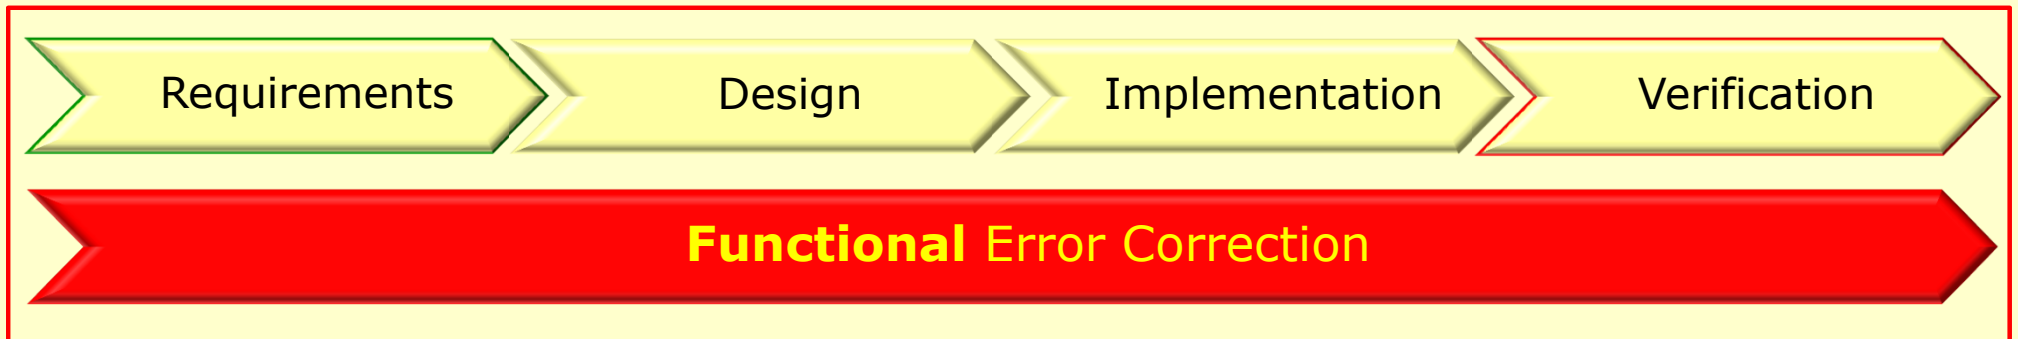 Requirements
Design
Implementation
Verification
Functional Error Correction